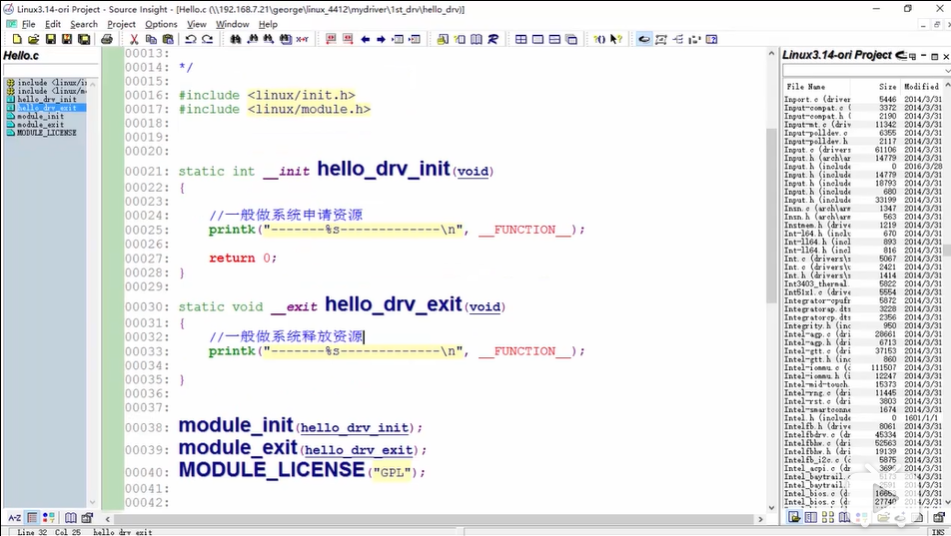 Linux3.14-ori Project - Source Insight - [Hello.c (\\192.168.7.21\george\linux_4412\mydriver\1st_drv\hello_drv)]
File Edit Search Project Options View Window Help
Hello.c
include <linux/in
include <linux/m
hello_drv_init
hello_drv_exit
module_init
module_exit
MODULE_LICENSE
00013:
00014: */
00015:
00016: #include <linux/init.h>
00017: #include <linux/module.h>
00018:
00019:
00020:
00021: static int __init hello_drv_init(void)
00022: {
00023:
00024: //一般做系统申请资源
00025: printk("-------%s-------------\n", __FUNCTION__);
00026:
00027: return 0;
00028: }
00029:
00030: static void __exit hello_drv_exit(void)
00031: {
00032: //一般做系统释放资源
00033: printk("-------%s-------------\n", __FUNCTION__);
00034:
00035: }
00036:
00037:
00038: module_init(hello_drv_init);
00039: module_exit(hello_drv_exit);
00040: MODULE_LICENSE("GPL");
00041:
00042:
Linux3.14-ori Project
File Name Size Modified
Inport.c (driver 5446 2014/3/31
Input-compat.c ( 3372 2014/3/31
Input-compat.h ( 2190 2014/3/31
Input-mt.c (driv 11342 2014/3/31
Input-polldev.c 6355 2014/3/31
Input-polldev.h 2117 2014/3/31
Input.c (drivers 61106 2014/3/31
Input.h (arch\ar 14779 2014/3/31
Input.h (include 0 2016/3/28
Input.h (include 14779 2014/3/31
Input.h (include 18793 2014/3/31
Input.h (include 680 2014/3/31
Input.h (include 33199 2014/3/31
Insn.c (arch\arm 1347 2014/3/31
Insn.h (arch\arm 563 2014/3/31
Instmem.h (drive 1219 2014/3/31
Int-l64.h (inclu 670 2014/3/31
Int-ll64.h (incl 893 2014/3/31
Int-ll64.h (incl 816 2014/3/31
Int.c (drivers\s 5067 2014/3/31
Int.c (drivers\u 2421 2014/3/31
Int.h (drivers\s 1414 2014/3/31
Int3403_thermal. 5822 2014/3/31
Int51x1.c (drive 5554 2014/3/31
Integrator-cpufr 5872 2014/3/31
Integratorap.dts 3228 2014/3/31
Integratorcp.dts 2356 2014/3/31
Integrity.h (inc 950 2014/3/31
Intel-agp.c (dri 28661 2014/3/31
Intel-agp.h (dri 6713 2014/3/31
Intel-gtt.c (dri 37153 2014/3/31
Intel-gtt.h (inc 860 2014/3/31
Intel-iommu.c (d 111507 2014/3/31
Intel-iommu.h (i 12247 2014/3/31
Intel-mid-touch. 15373 2014/3/31
Intel-rng.c (dri 11445 2014/3/31
Intel-rst.c (dri 3803 2014/3/31
Intel-smartconne 1674 2014/3/31
Intel.h (include 0 1601/1/1
Intelfb.h (drive 8061 2014/3/31
Intelfbdrv.c (dr 45334 2014/3/31
Intelfbhw.c (dri 52563 2014/3/31
Intelfbhw.h (dri 19139 2014/3/31
Intelfb_i2c.c (d 5875 2014/3/31
Intel_acpi.c (dr 2014/3/31
Intel_baytrail.c 2014/3/31
Intel_baytrail.h 2014/3/31
Intel_bios.c (dr 2014/3/31
Intel_bios.h (dr 27740 2014/3/31
A-Z
Line 32 Col 25 hello_drv_exit
INS